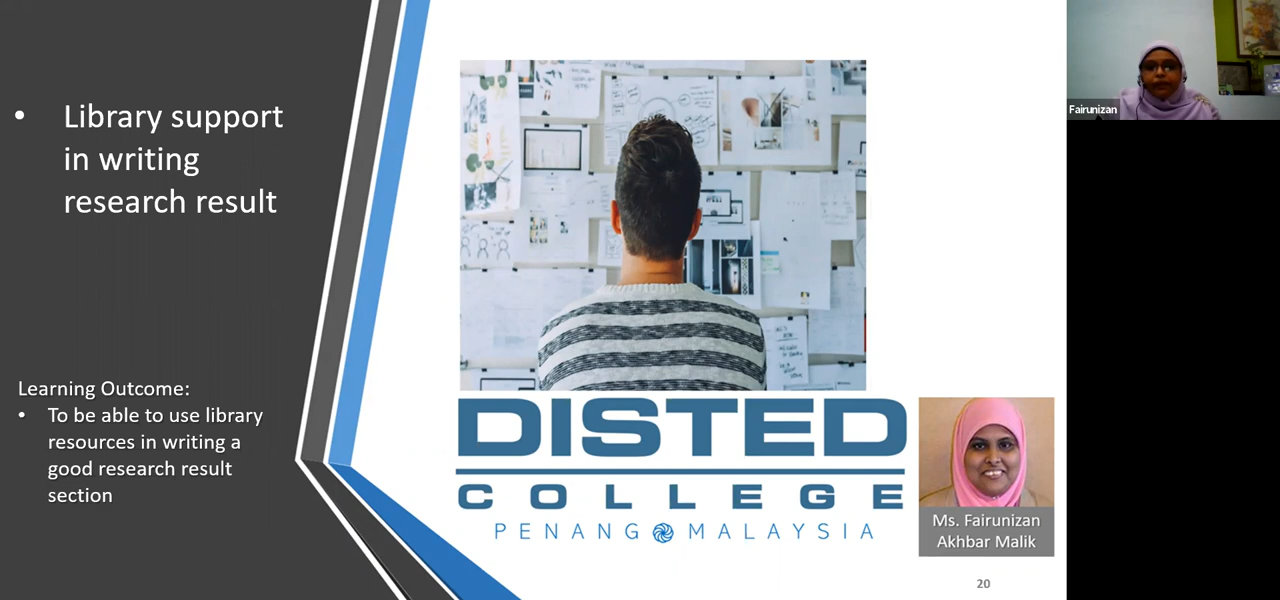 • Library support
in writing
research result
Learning Outcome:
• To be able to use library
resources in writing a
good research result
section
DISTED
COLLEGE
PENANG MALAYSIA
Ms. Fairunizan
Akhbar Malik
20
Fairunizan